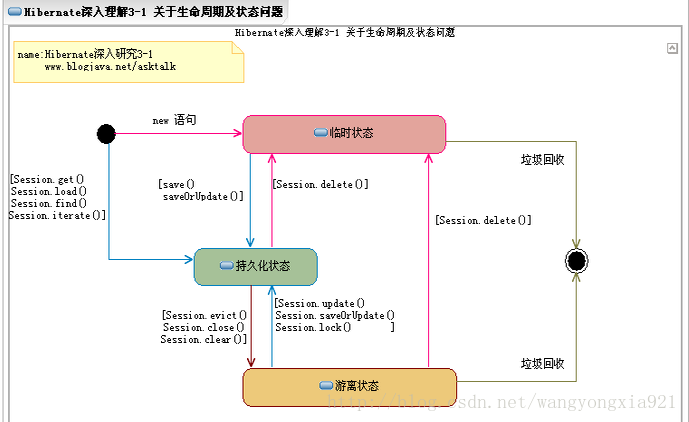 Hibernate深入理解3-1 关于生命周期及状态问题
Hibernate深入理解3-1 关于生命周期及状态问题
name:Hibernate深入研究3-1
www.blogjava.net/asktalk
new 语句
临时状态
垃圾回收
[Session.get()
Session.load()
Session.find()
Session.iterate()]
[save()
saveOrUpdate()]
[Session.delete()]
[Session.delete()]
持久化状态
[Session.evict()
Session.close()
Session.clear()]
[Session.update()
Session.saveOrUpdate()
Session.lock() ]
垃圾回收
游离状态
http://blog.csdn.net/wangyongxia921